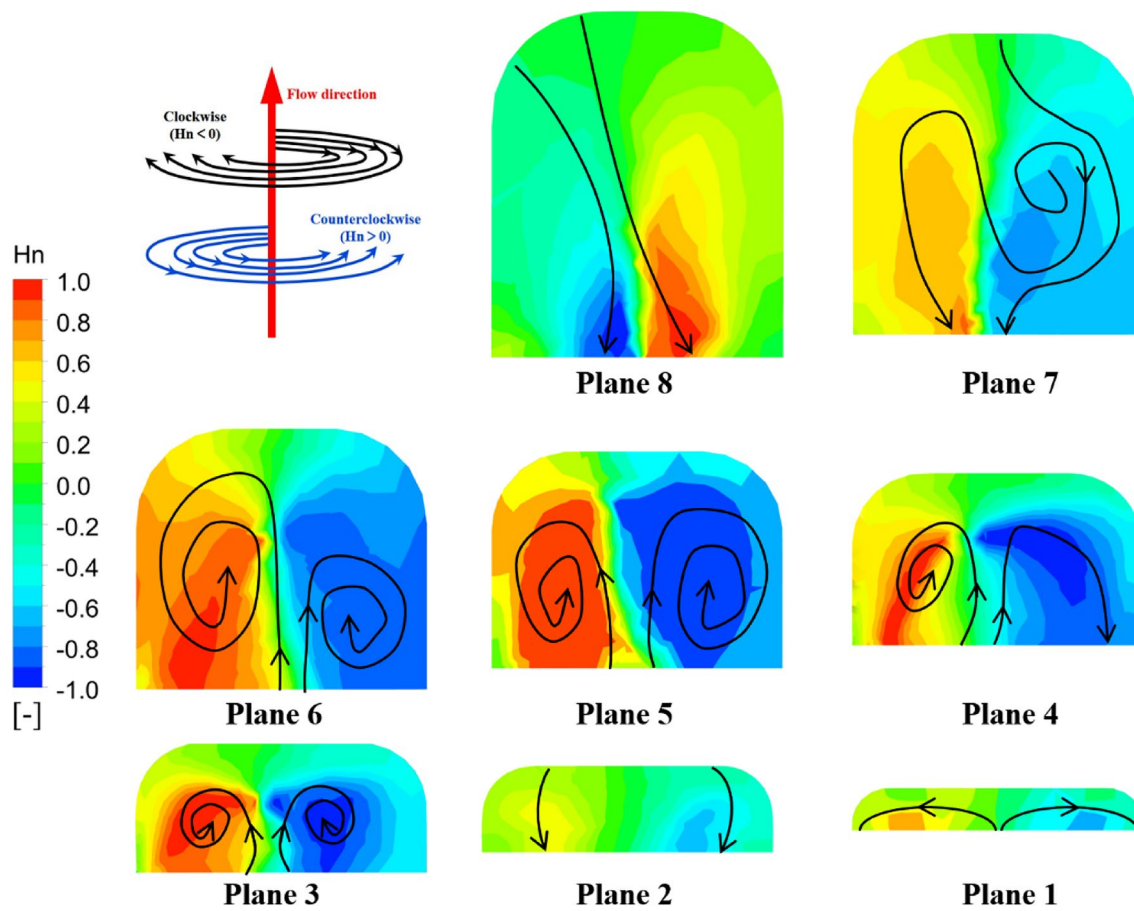 Flow direction
Clockwise
(Hn < 0)
Counterclockwise
(Hn > 0)
Hn
1.0
0.8
0.6
0.4
0.2
0.0
-0.2
-0.4
-0.6
-0.8
-1.0
[-]
Plane 8
Plane 7
Plane 6
Plane 5
Plane 4
Plane 3
Plane 2
Plane 1